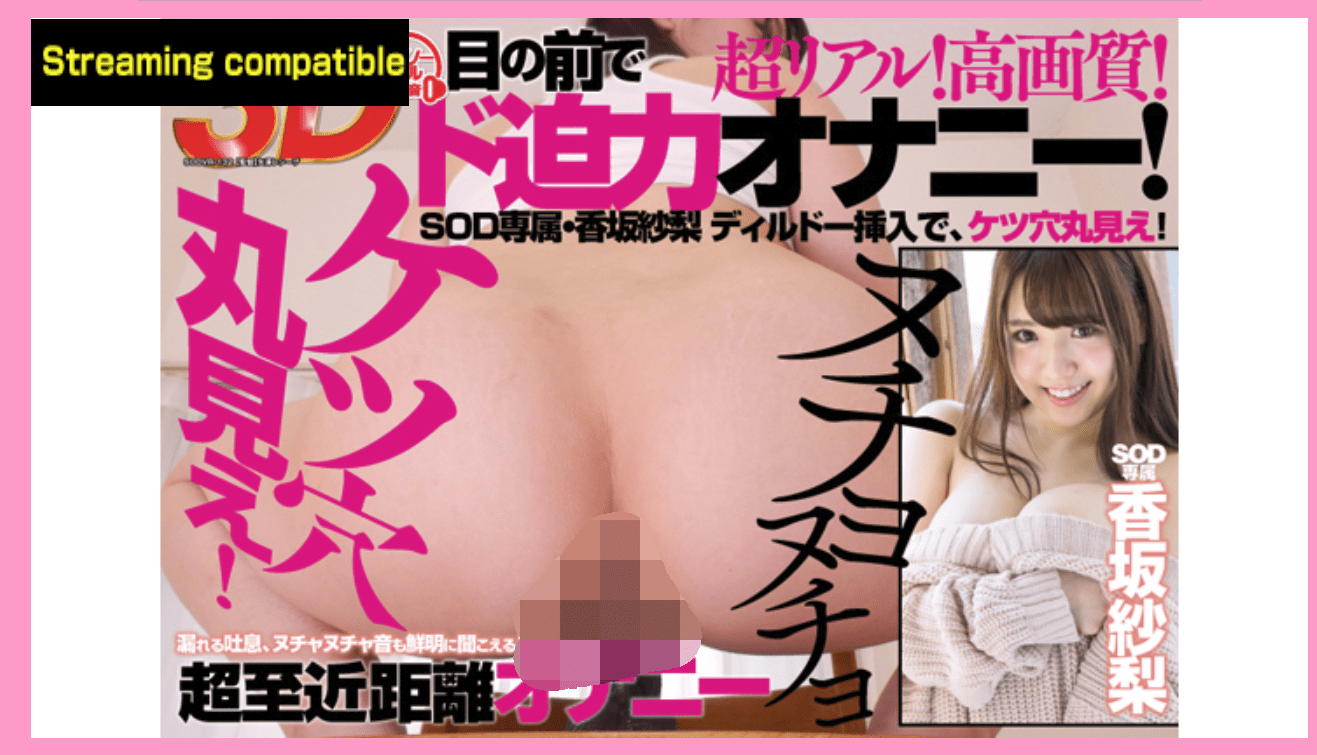 Streaming compatible
3D
目の前で
超リアル!高画質!
ド迫力オナニー!
SOD専属・香坂紗梨 ディルドー挿入で、ケツ穴丸見え!
ケツ穴
丸見え!
ヌチョヌチョ
SOD
専属
香坂紗梨
漏れる吐息、ヌチャヌチャ音も鮮明に聞こえる
超至近距離オナニー